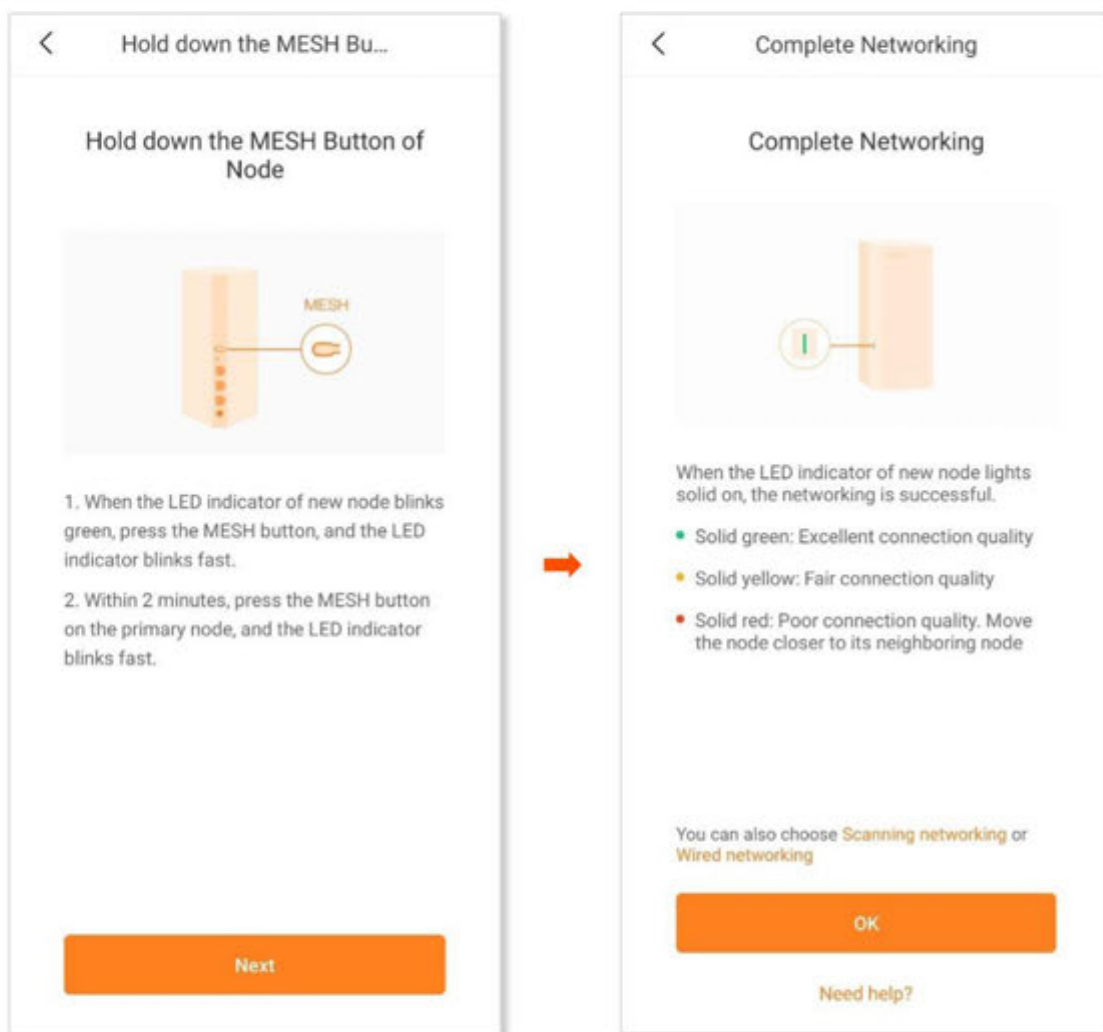 Hold down the MESH Bu...
Hold down the MESH Button of
Node
MESH
1. When the LED indicator of new node blinks
green, press the MESH button, and the LED
indicator blinks fast.
2. Within 2 minutes, press the MESH button
on the primary node, and the LED indicator
blinks fast.
Next
Complete Networking
Complete Networking
When the LED indicator of new node lights
solid on, the networking is successful.
• Solid green: Excellent connection quality
• Solid yellow: Fair connection quality
• Solid red: Poor connection quality. Move
the node closer to its neighboring node
You can also choose Scanning networking or
Wired networking
OK
Need help?